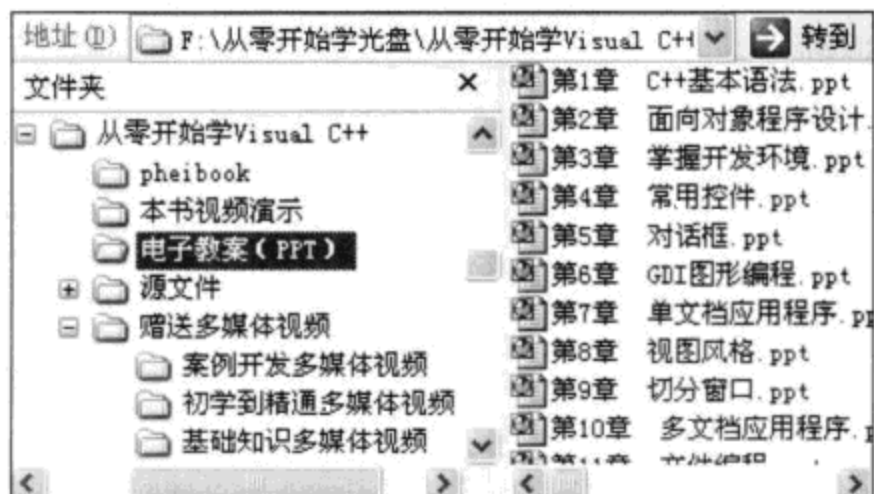 地址(D) F:\从零开始学光盘\从零开始学Visual C++ 转到
文件夹 ×
从零开始学Visual C++
pheibook
本书视频演示
电子教案(PPT)
源文件
赠送多媒体视频
案例开发多媒体视频
初学到精通多媒体视频
基础知识多媒体视频
第1章 C++基本语法.ppt
第2章 面向对象程序设计.
第3章 掌握开发环境.ppt
第4章 常用控件.ppt
第5章 对话框.ppt
第6章 GDI图形编程.ppt
第7章 单文档应用程序.pp
第8章 视图风格.ppt
第9章 切分窗口.ppt
第10章 多文档应用程序.
第11章 文件编程